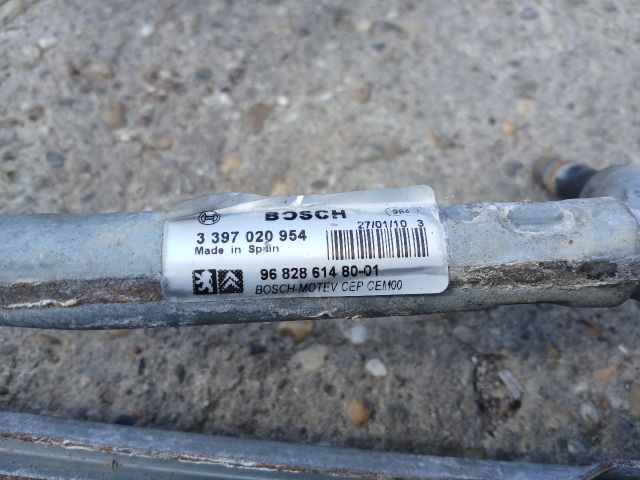 BOSCH 984
3 397 020 954 27/01/10 3
Made in Spain
96 828 614 80-01
BOSCH-MOTEV CEP CEM00